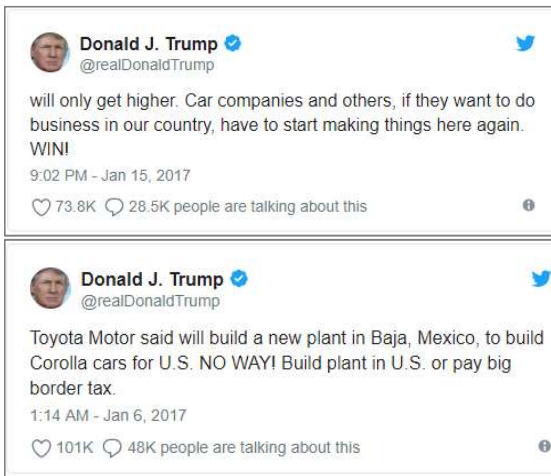 Donald J. Trump
@realDonaldTrump
will only get higher. Car companies and others, if they want to do
business in our country, have to start making things here again.
WIN!
9:02 PM - Jan 15, 2017
73.8K 28.5K people are talking about this
Donald J. Trump
@realDonaldTrump
Toyota Motor said will build a new plant in Baja, Mexico, to build
Corolla cars for U.S. NO WAY! Build plant in U.S. or pay big
border tax.
1:14 AM - Jan 6, 2017
101K 48K people are talking about this